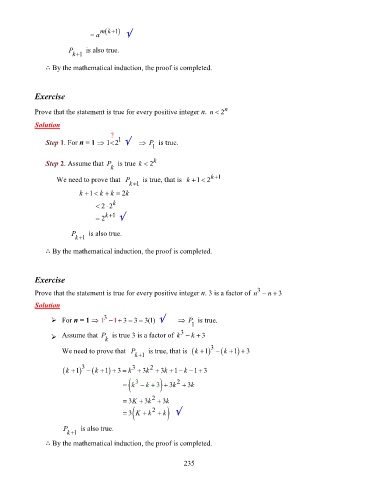 = a^{m(k+1)} √
P_{k+1} is also true.
∴ By the mathematical induction, the proof is completed.
Exercise
Prove that the statement is true for every positive integer n. n < 2^n
Solution
?
Step 1. For n = 1 ⇒ 1 < 2^1 √ ⇒ P_1 is true.
Step 2. Assume that P_k is true k < 2^k
We need to prove that P_{k+1} is true, that is k + 1 < 2^{k+1}
k + 1 < k + k = 2k
< 2 · 2^k
= 2^{k+1} √
P_{k+1} is also true.
∴ By the mathematical induction, the proof is completed.
Exercise
Prove that the statement is true for every positive integer n. 3 is a factor of n^3 − n + 3
Solution
➢ For n = 1 ⇒ 1^3 − 1 + 3 = 3 = 3(1) √ ⇒ P_1 is true.
➢ Assume that P_k is true 3 is a factor of k^3 − k + 3
We need to prove that P_{k+1} is true, that is (k + 1)^3 − (k + 1) + 3
(k + 1)^3 − (k + 1) + 3 = k^3 + 3k^2 + 3k + 1 − k − 1 + 3
= (k^3 − k + 3) + 3k^2 + 3k
= 3K + 3k^2 + 3k
= 3(K + k^2 + k) √
P_{k+1} is also true.
∴ By the mathematical induction, the proof is completed.
235